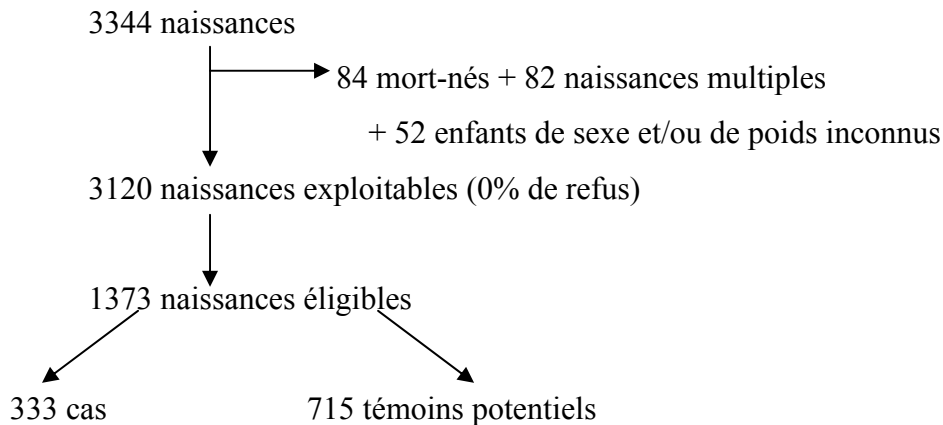 3344 naissances
84 mort-nés + 82 naissances multiples
+ 52 enfants de sexe et/ou de poids inconnus
3120 naissances exploitables (0% de refus)
1373 naissances éligibles
333 cas
715 témoins potentiels